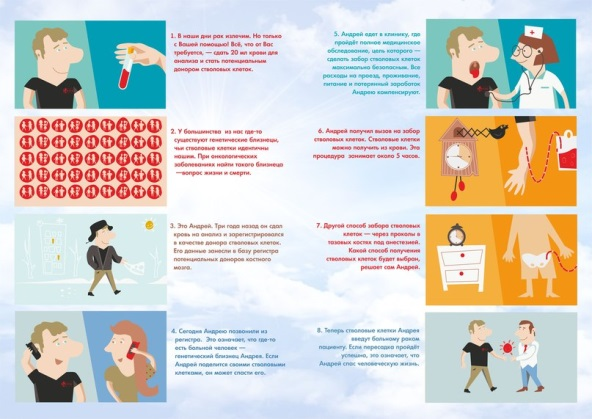 1. В наши дни рак излечим. Но только
с Вашей помощью! Всё, что от Вас
требуется, — сдать 20 мл крови для
анализа и стать потенциальным
донором стволовых клеток.
2. У большинства из нас где-то
существуют генетические близнецы,
чьи стволовые клетки идентичны
нашим. При онкологических
заболеваниях найти такого близнеца
—вопрос жизни и смерти.
3. Это Андрей. Три года назад он сдал
кровь на анализ и зарегистрировался
в качестве донора стволовых клеток.
Его данные занесли в базу регистра
потенциальных доноров костного
мозга.
4. Сегодня Андрею позвонили из
регистра. Это означает, что где-то
есть больной человек —
генетический близнец Андрея. Если
Андрей поделится своими стволовыми
клетками, он может спасти его.
5. Андрей едет в клинику, где
пройдёт полное медицинское
обследование, цель которого —
сделать забор стволовых клеток
максимально безопасным. Все
расходы на проезд, проживание,
питание и потерянный заработок
Андрею компенсируют.
6. Андрей получил вызов на забор
стволовых клеток. Стволовые клетки
можно получить из крови. Эта
процедура занимает около 5 часов.
7. Другой способ забора стволовых
клеток — через проколы в
тазовых костях под анестезией.
Какой способ получения
стволовых клеток будет выбран,
решает сам Андрей.
8. Теперь стволовые клетки Андрея
введут больному раком
пациенту. Если пересадка пройдёт
успешна, это означает, что
Андрей спас человеческую жизнь.